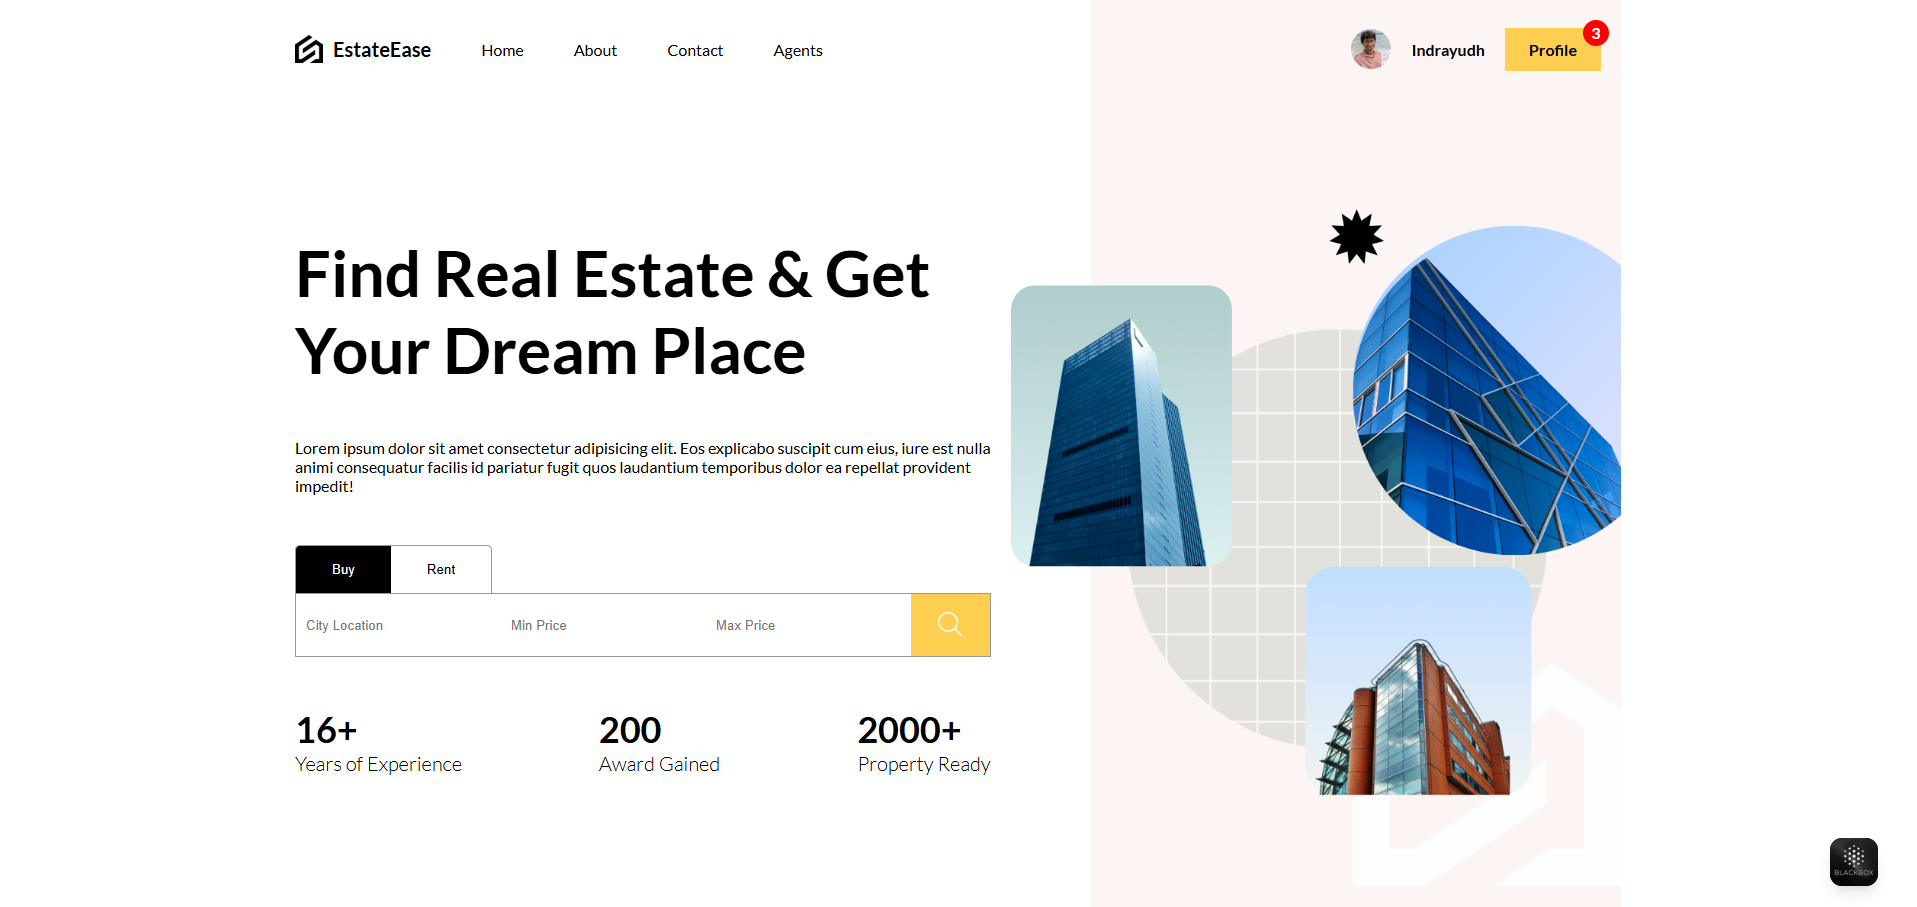 EstateEase
Home
About
Contact
Agents
Indrayudh
Profile
3
Find Real Estate & Get
Your Dream Place
Lorem ipsum dolor sit amet consectetur adipisicing elit. Eos explicabo suscipit cum eius, iure est nulla
animi consequatur facilis id pariatur fugit quos laudantium temporibus dolor ea repellat provident
impedit!
Buy
Rent
City Location
Min Price
Max Price
16+
Years of Experience
200
Award Gained
2000+
Property Ready
BLACKBOX